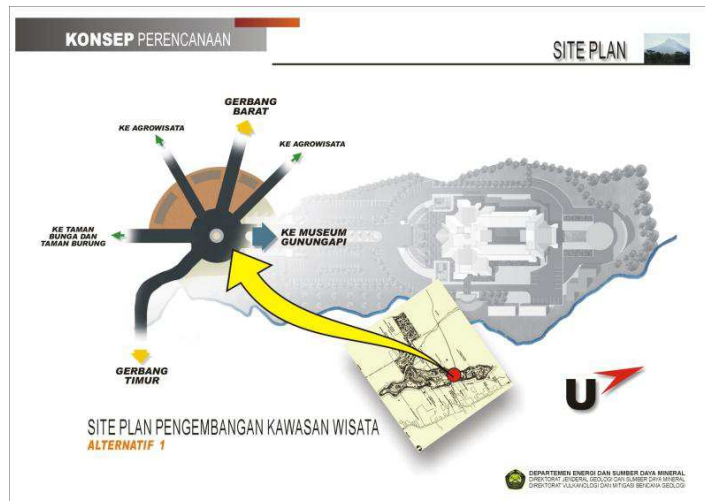 KONSEP PERENCANAAN
SITE PLAN
GERBANG
BARAT
KE AGROWISATA
KE AGROWISATA
KE TAMAN
BUNGA DAN
TAMAN BURUNG
KE MUSEUM
GUNUNGAPI
GERBANG
TIMUR
U
SITE PLAN PENGEMBANGAN KAWASAN WISATA
ALTERNATIF 1
DEPARTEMEN ENERGI DAN SUMBER DAYA MINERAL
DIREKTORAT JENDERAL GEOLOGI DAN SUMBER DAYA MINERAL
DIREKTORAT VULKANOLOGI DAN MITIGASI BENCANA GEOLOGI